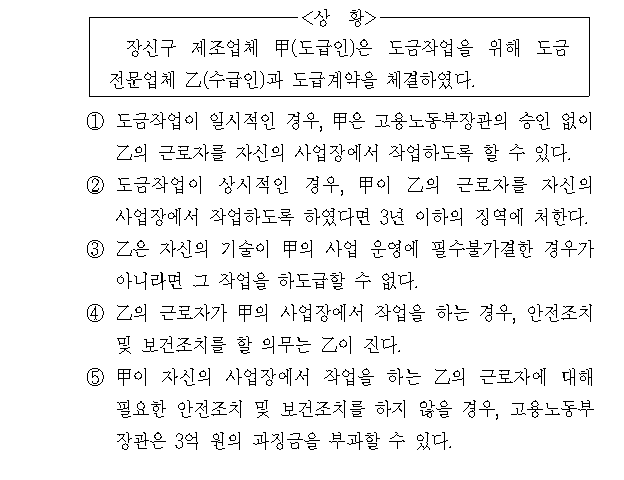 <상 황>
장신구 제조업체 甲(도급인)은 도금작업을 위해 도금
전문업체 乙(수급인)과 도급계약을 체결하였다.
① 도금작업이 일시적인 경우, 甲은 고용노동부장관의 승인 없이
乙의 근로자를 자신의 사업장에서 작업하도록 할 수 있다.
② 도금작업이 상시적인 경우, 甲이 乙의 근로자를 자신의
사업장에서 작업하도록 하였다면 3년 이하의 징역에 처한다.
③ 乙은 자신의 기술이 甲의 사업 운영에 필수불가결한 경우가
아니라면 그 작업을 하도급할 수 없다.
④ 乙의 근로자가 甲의 사업장에서 작업을 하는 경우, 안전조치
및 보건조치를 할 의무는 乙이 진다.
⑤ 甲이 자신의 사업장에서 작업을 하는 乙의 근로자에 대해
필요한 안전조치 및 보건조치를 하지 않을 경우, 고용노동부
장관은 3억 원의 과징금을 부과할 수 있다.